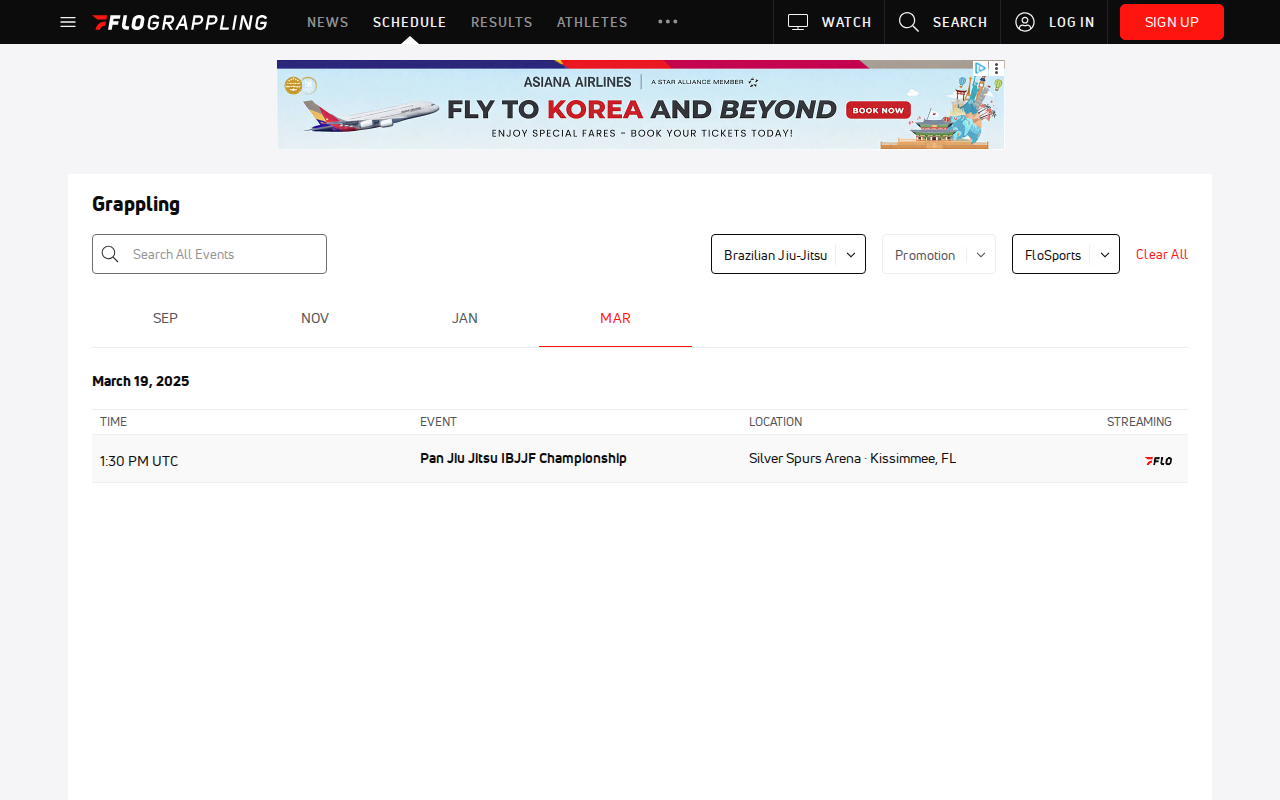 FLOGRAPPLING NEWS SCHEDULE RESULTS ATHLETES WATCH SEARCH LOG IN SIGN UP
ASIANA AIRLINES A STAR ALLIANCE MEMBER
FLY TO KOREA AND BEYOND BOOK NOW
ENJOY SPECIAL FARES - BOOK YOUR TICKETS TODAY!
Grappling
Search All Events Brazilian Jiu-Jitsu Promotion FloSports Clear All
SEP NOV JAN MAR
March 19, 2025
TIME EVENT LOCATION STREAMING
1:30 PM UTC Pan Jiu Jitsu IBJJF Championship Silver Spurs Arena · Kissimmee, FL FLO